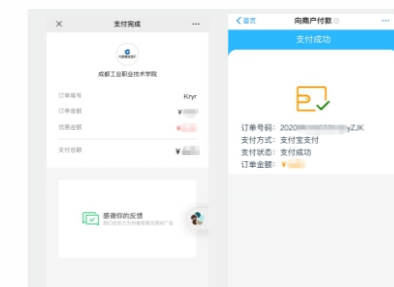 支付完成
成都工业职业技术学院
订单尾号
Kryr
订单金额
¥
优惠金额
¥
支付总额
¥
感谢你的反馈
首页
向商户付款
支付成功
订单号码: 2020 yZJK
支付方式: 支付宝支付
支付状态: 支付成功
订单金额: ¥